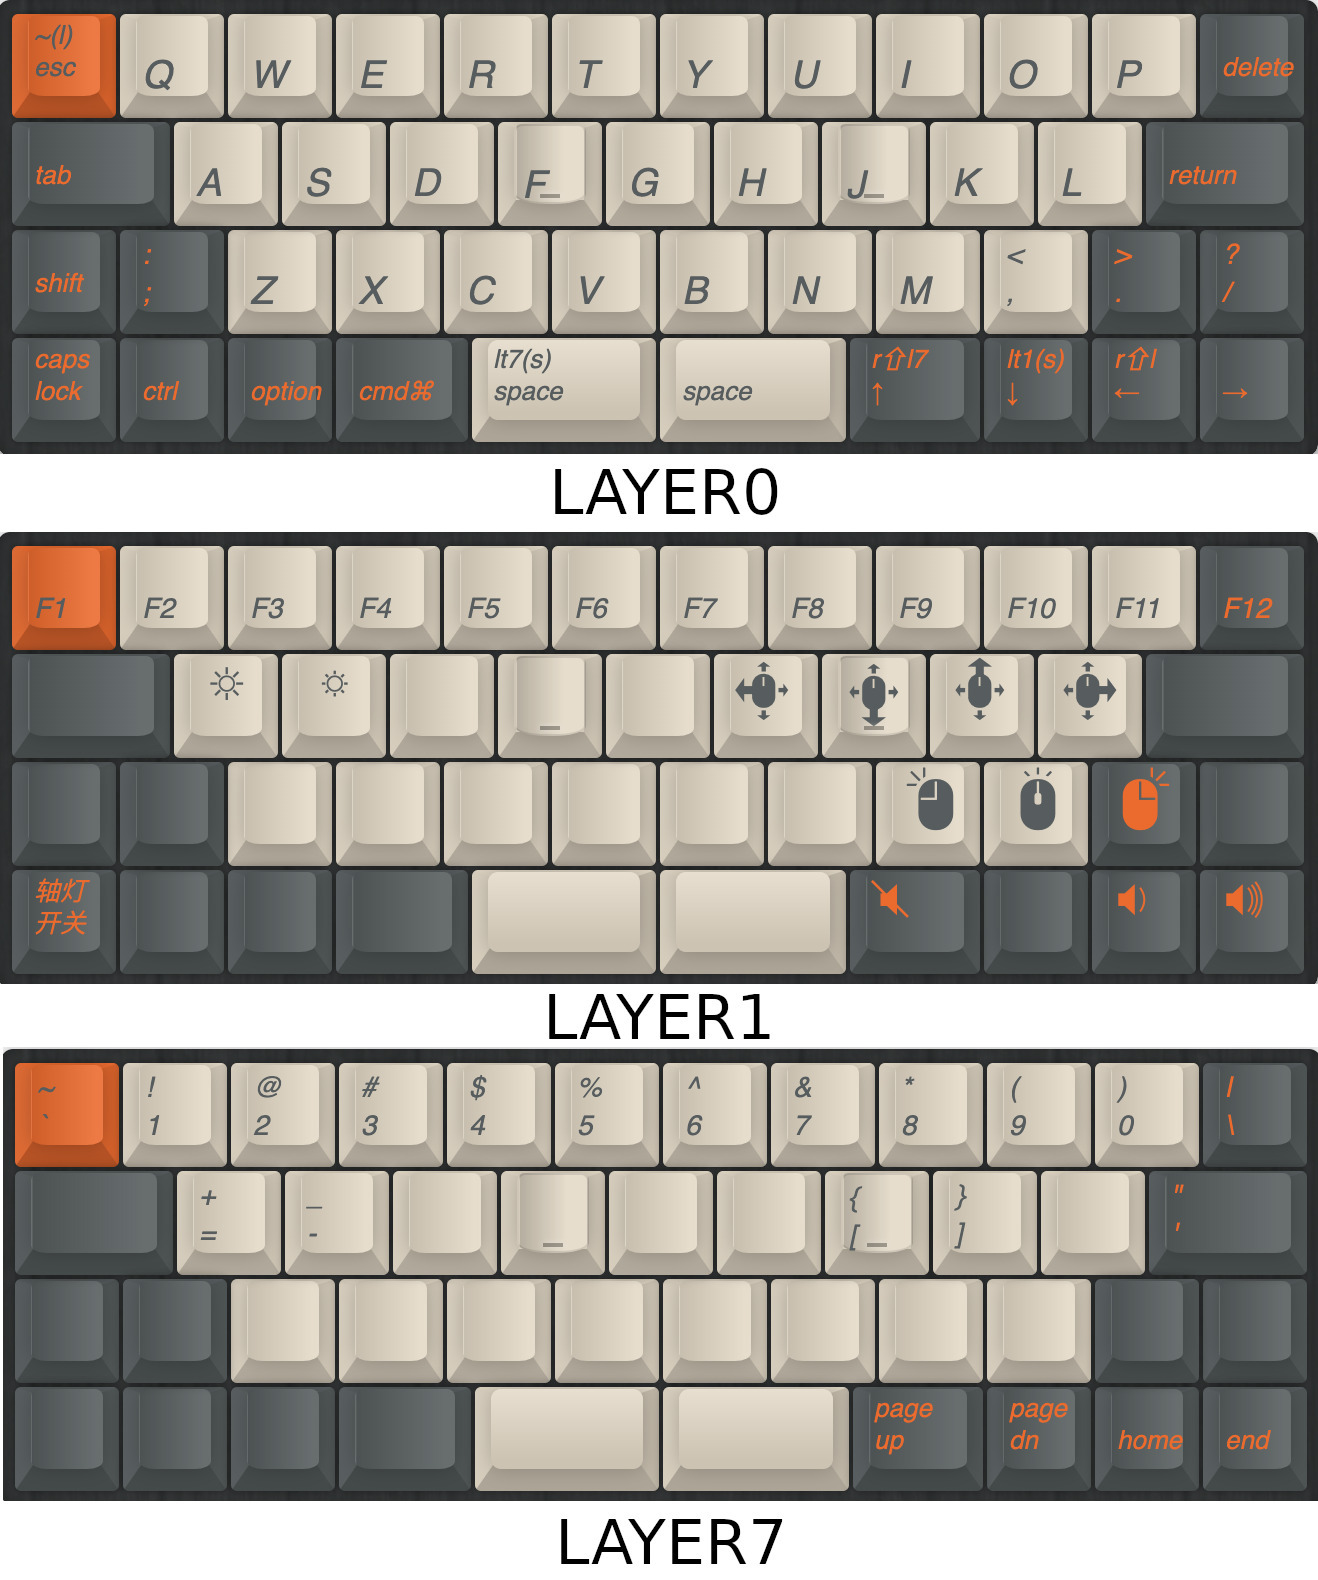 ~(l)
esc
Q
W
E
R
T
Y
U
I
O
P
delete
tab
A
S
D
F
G
H
J
K
L
return
shift
:
;
Z
X
C
V
B
N
M
<
,
>
.
?
/
caps
lock
ctrl
option
cmd⌘
lt7(s)
space
space
r⇧l7
↑
lt1(s)
↓
r⇧l
←
→
LAYER0
F1
F2
F3
F4
F5
F6
F7
F8
F9
F10
F11
F12
轴灯
开关
LAYER1
~
`
!
1
@
2
#
3
$
4
%
5
^
6
&
7
*
8
(
9
)
0
|
\
+
=
_
-
{
[
}
]
"
'
page
up
page
dn
home
end
LAYER7